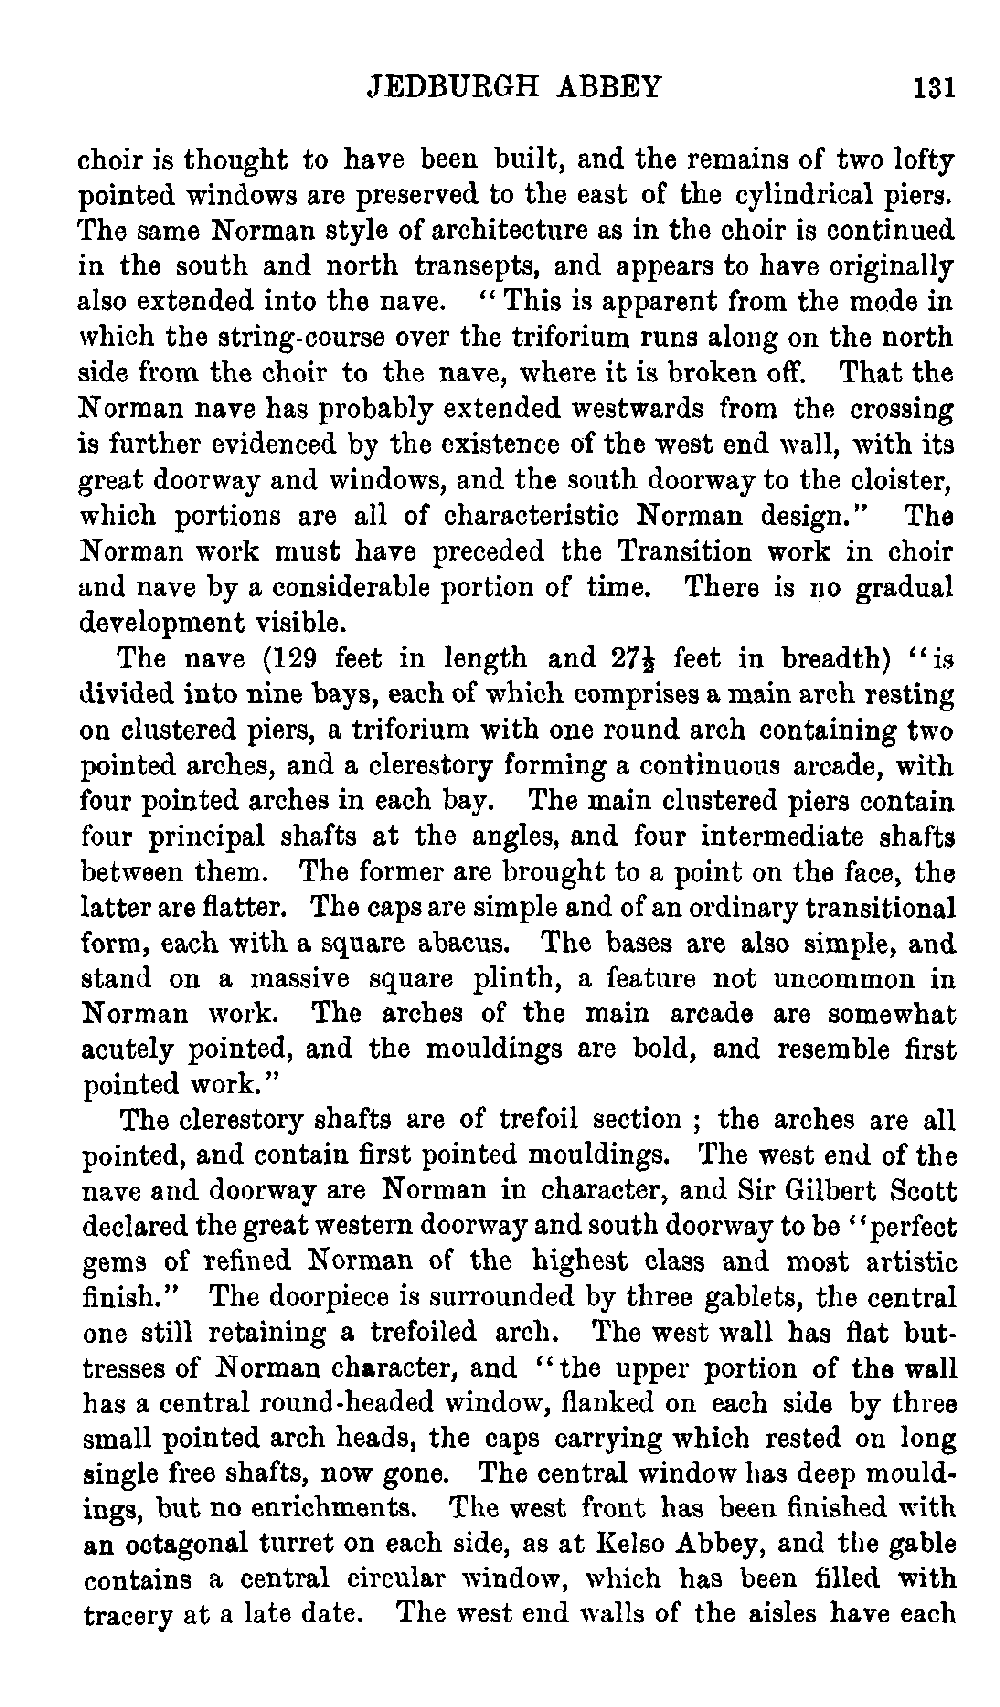 JEDBURGH ABBEY 131
choir is thought to have been built, and the remains of two lofty
pointed windows are preserved to the east of the cylindrical piers.
The same Norman style of architecture as in the choir is continued
in the south and north transepts, and appears to have originally
also extended into the nave. “This is apparent from the mode in
which the string-course over the triforium runs along on the north
side from the choir to the nave, where it is broken off. That the
Norman nave has probably extended westwards from the crossing
is further evidenced by the existence of the west end wall, with its
great doorway and windows, and the south doorway to the cloister,
which portions are all of characteristic Norman design.” The
Norman work must have preceded the Transition work in choir
and nave by a considerable portion of time. There is no gradual
development visible.
The nave (129 feet in length and 27½ feet in breadth) “is
divided into nine bays, each of which comprises a main arch resting
on clustered piers, a triforium with one round arch containing two
pointed arches, and a clerestory forming a continuous arcade, with
four pointed arches in each bay. The main clustered piers contain
four principal shafts at the angles, and four intermediate shafts
between them. The former are brought to a point on the face, the
latter are flatter. The caps are simple and of an ordinary transitional
form, each with a square abacus. The bases are also simple, and
stand on a massive square plinth, a feature not uncommon in
Norman work. The arches of the main arcade are somewhat
acutely pointed, and the mouldings are bold, and resemble first
pointed work.”
The clerestory shafts are of trefoil section ; the arches are all
pointed, and contain first pointed mouldings. The west end of the
nave and doorway are Norman in character, and Sir Gilbert Scott
declared the great western doorway and south doorway to be “perfect
gems of refined Norman of the highest class and most artistic
finish.” The doorpiece is surrounded by three gablets, the central
one still retaining a trefoiled arch. The west wall has flat but-
tresses of Norman character, and “the upper portion of the wall
has a central round-headed window, flanked on each side by three
small pointed arch heads, the caps carrying which rested on long
single free shafts, now gone. The central window has deep mould-
ings, but no enrichments. The west front has been finished with
an octagonal turret on each side, as at Kelso Abbey, and the gable
contains a central circular window, which has been filled with
tracery at a late date. The west end walls of the aisles have each